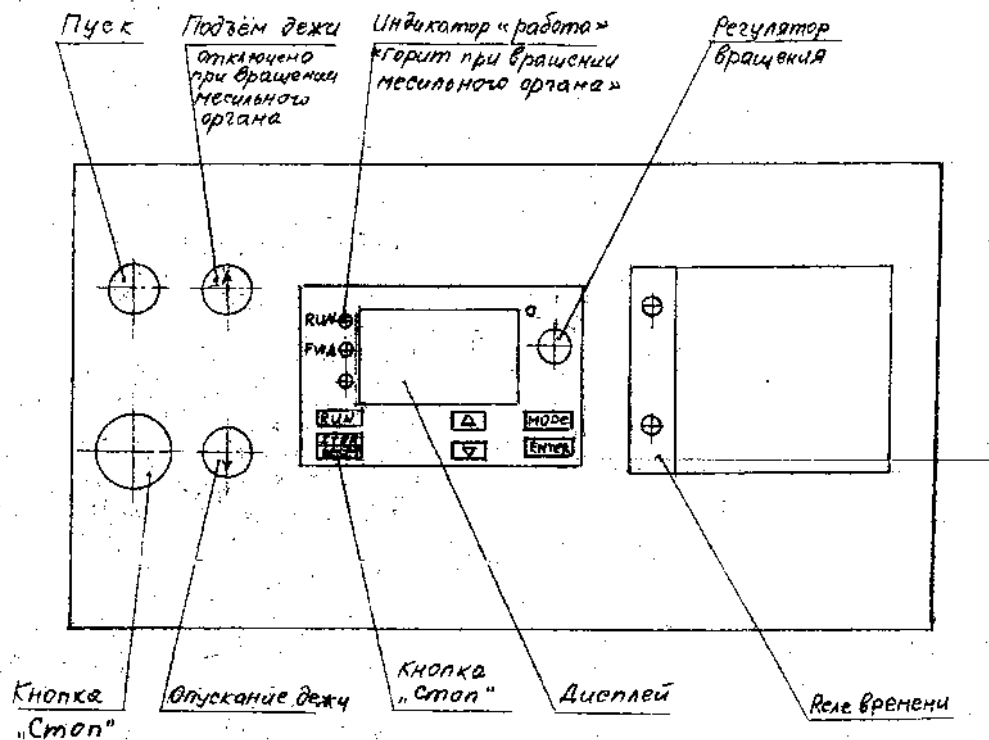 Пуск
Подъём дежи
отключено
при вращении
месильного
органа
Индикатор «работа»
«горит при вращении
месильного органа»
Регулятор
вращения
RUN
FWD
RUN
STOP
RESET
△
▽
MODE
ENTER
Кнопка
„Стоп"
Опускание дежи
Кнопка
„Стоп"
Дисплей
Реле времени